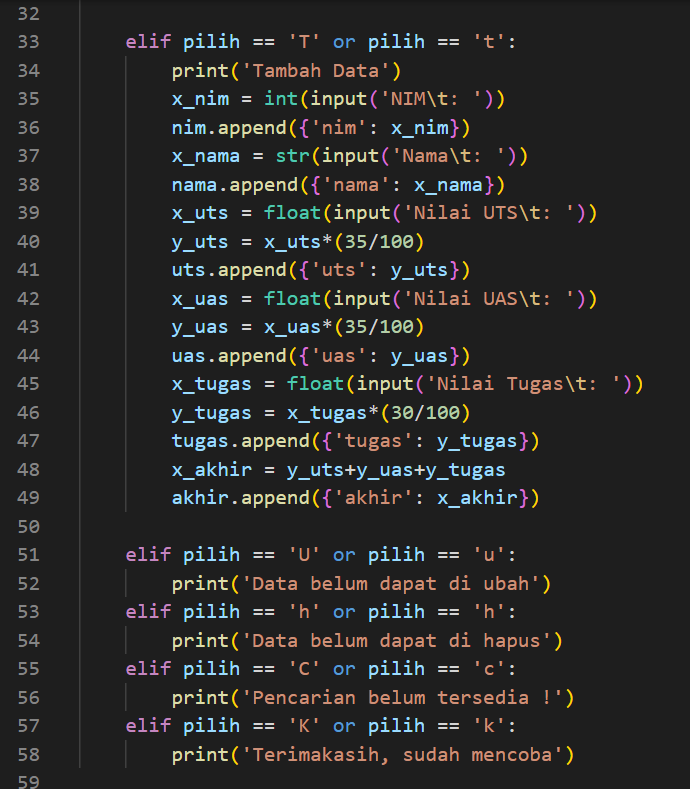 32
33 elif pilih == 'T' or pilih == 't':
34 print('Tambah Data')
35 x_nim = int(input('NIM\t: '))
36 nim.append({'nim': x_nim})
37 x_nama = str(input('Nama\t: '))
38 nama.append({'nama': x_nama})
39 x_uts = float(input('Nilai UTS\t: '))
40 y_uts = x_uts*(35/100)
41 uts.append({'uts': y_uts})
42 x_uas = float(input('Nilai UAS\t: '))
43 y_uas = x_uas*(35/100)
44 uas.append({'uas': y_uas})
45 x_tugas = float(input('Nilai Tugas\t: '))
46 y_tugas = x_tugas*(30/100)
47 tugas.append({'tugas': y_tugas})
48 x_akhir = y_uts+y_uas+y_tugas
49 akhir.append({'akhir': x_akhir})
50
51 elif pilih == 'U' or pilih == 'u':
52 print('Data belum dapat di ubah')
53 elif pilih == 'h' or pilih == 'h':
54 print('Data belum dapat di hapus')
55 elif pilih == 'C' or pilih == 'c':
56 print('Pencarian belum tersedia !')
57 elif pilih == 'K' or pilih == 'k':
58 print('Terimakasih, sudah mencoba')
59